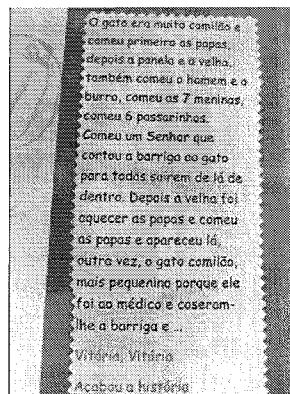 O gato era muito comilão e
comeu primeiro as papas,
depois a panela e a velha,
também comeu o homem e o
burro, comeu as 7 meninas,
comeu 6 passarinhos.
Comeu um Senhor que
cortou a barriga ao gato
para todos saírem de lá de
dentro. Depois a velha foi
aquecer as papas e comeu
as papas e apareceu lá,
outra vez, o gato comilão,
mais pequenino porque ele
foi ao médico e coseram-
lhe a barriga e ...
Vitória, Vitória
Acabou a história